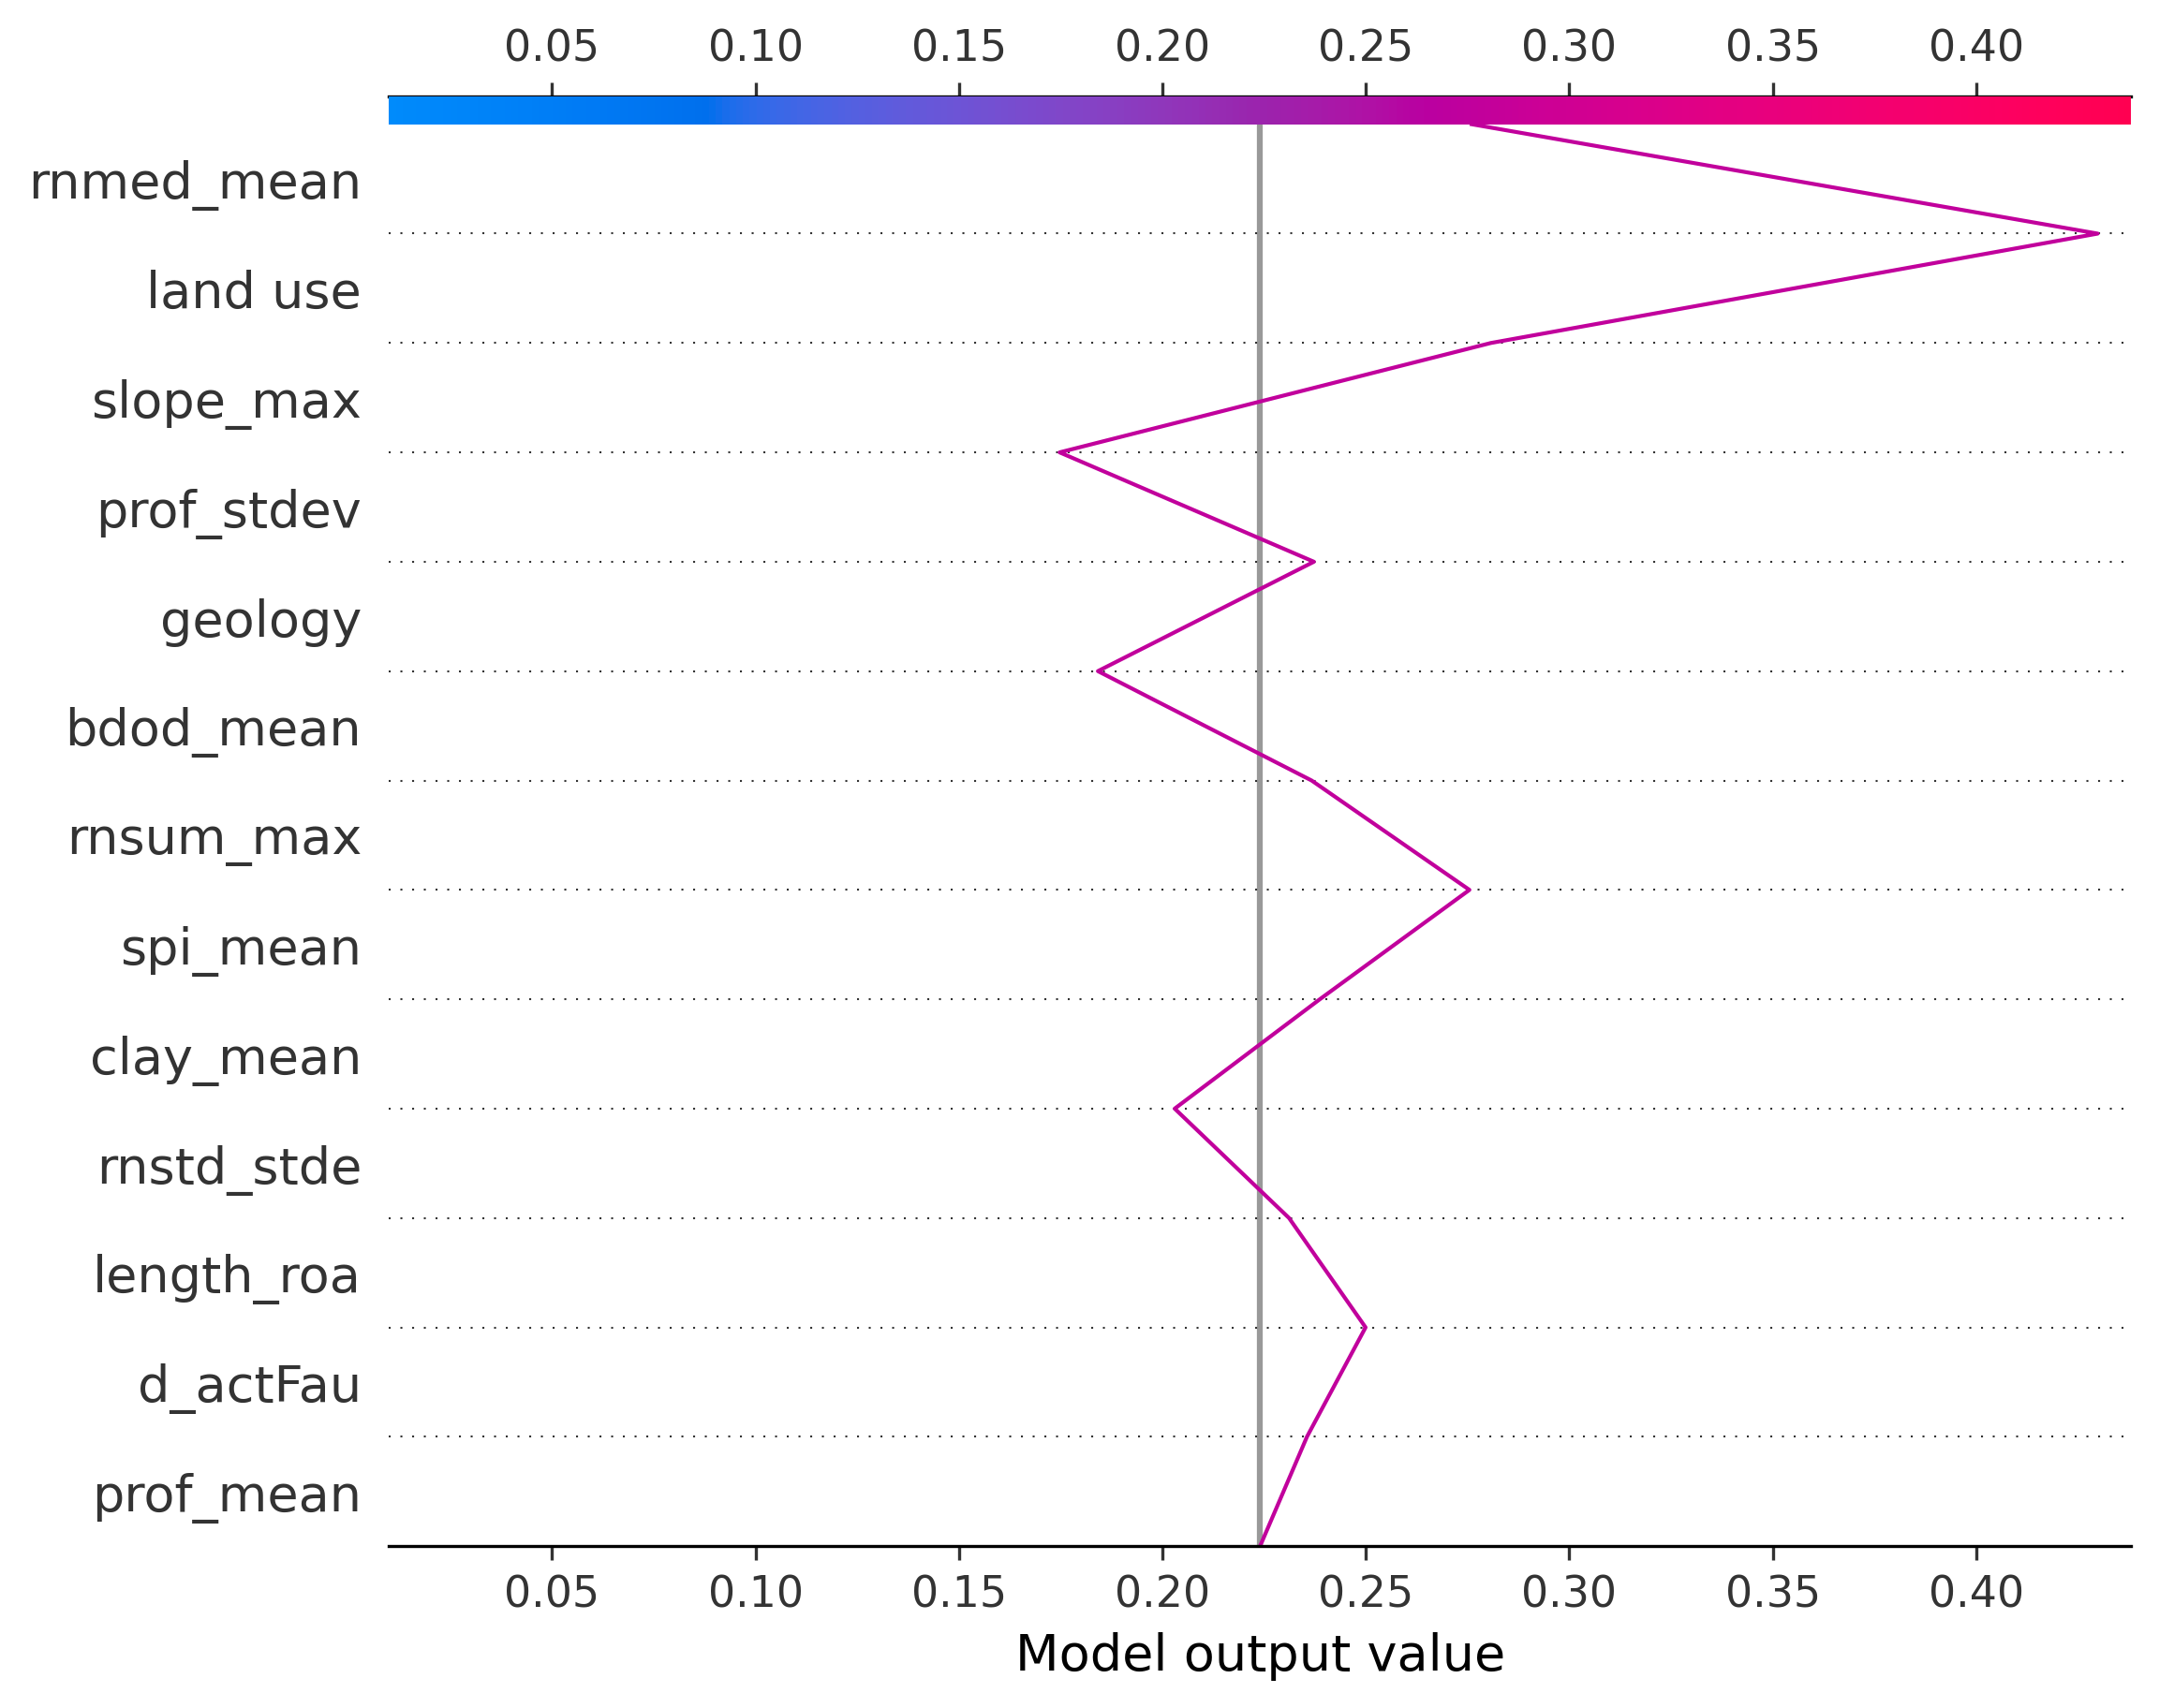 0.05 0.10 0.15 0.20 0.25 0.30 0.35 0.40
rnmed_mean
land use
slope_max
prof_stdev
geology
bdod_mean
rnsum_max
spi_mean
clay_mean
rnstd_stde
length_roa
d_actFau
prof_mean
0.05 0.10 0.15 0.20 0.25 0.30 0.35 0.40
Model output value